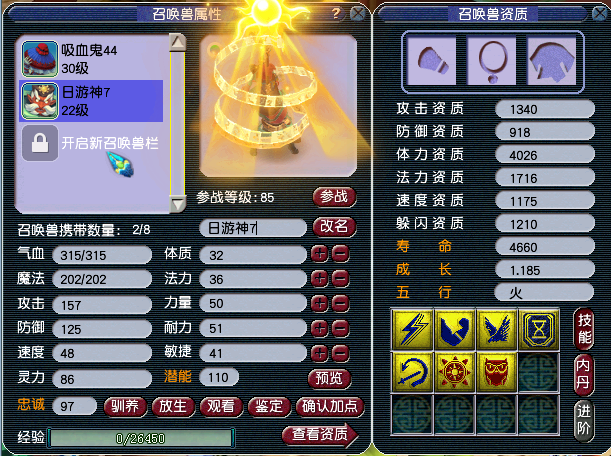 召唤兽属性
?
吸血鬼44
30级
日游神7
22级
开启新召唤兽栏
参战等级:85
参战
召唤兽携带数量: 2/8
日游神7
改名
气血 315/315 体质 32
魔法 202/202 法力 36
攻击 157 力量 50
防御 125 耐力 51
速度 48 敏捷 41
灵力 86 潜能 110 预览
忠诚 97 驯养 放生 观看 鉴定 确认加点
经验 0/26450 查看资质
召唤兽资质
攻击资质 1340
防御资质 918
体力资质 4026
法力资质 1716
速度资质 1175
躲闪资质 1210
寿命 4660
成长 1.185
五行 火
技能
内丹
进阶